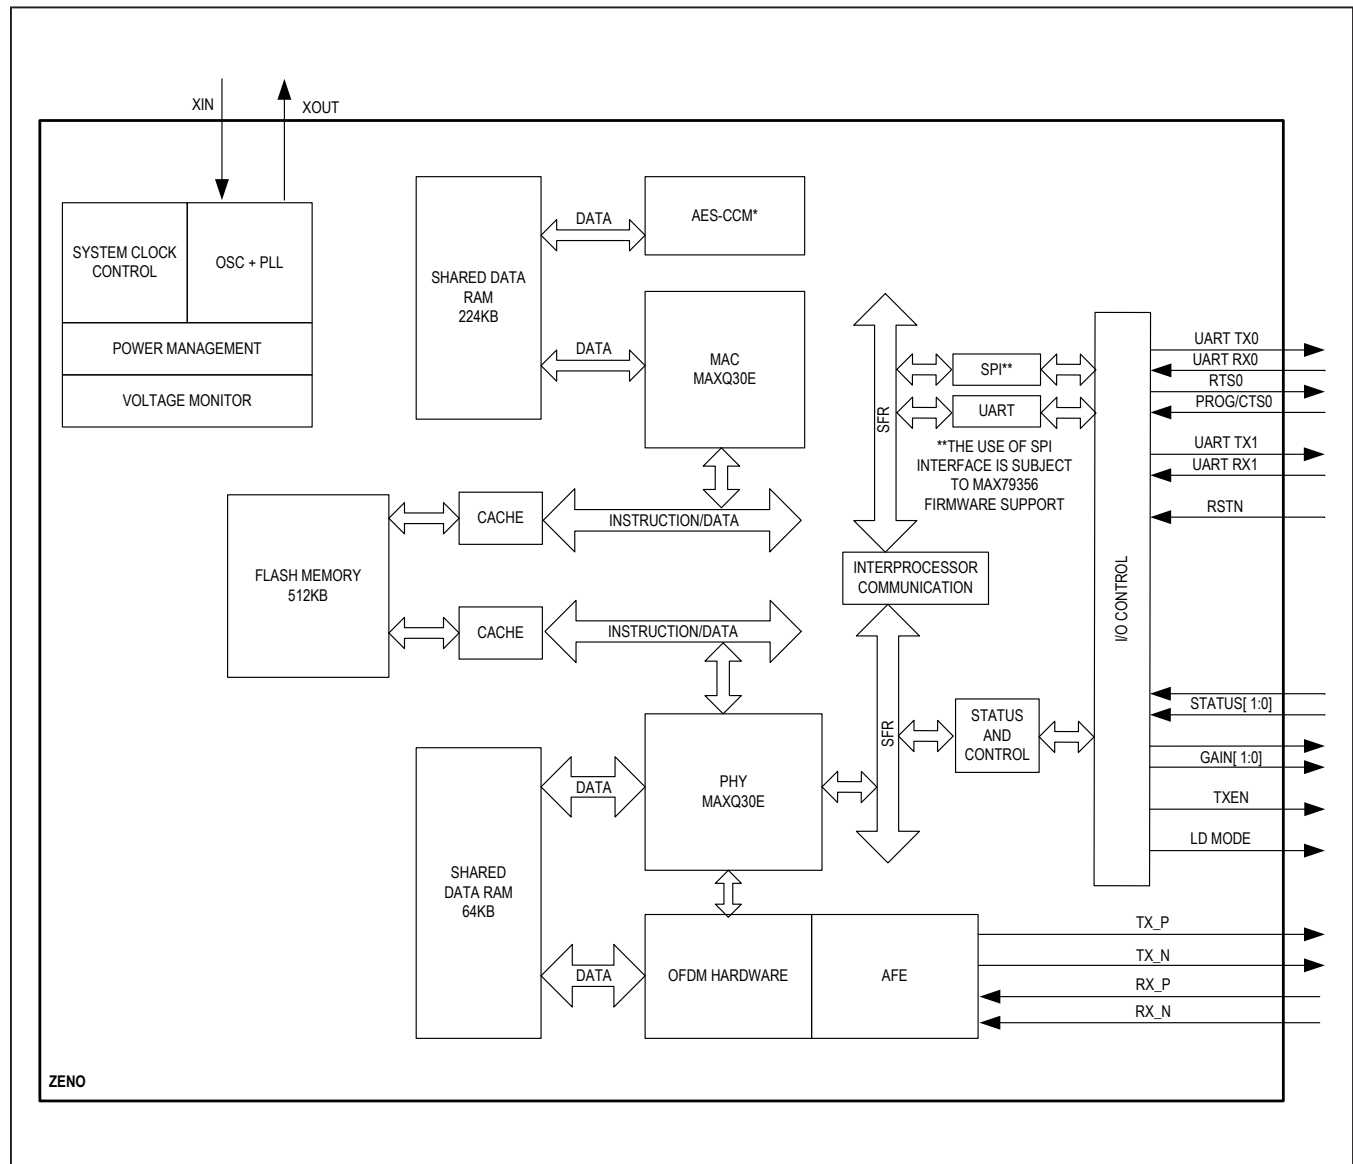 XIN
XOUT
SYSTEM CLOCK
CONTROL
OSC + PLL
POWER MANAGEMENT
VOLTAGE MONITOR
SHARED DATA
RAM
224KB
DATA
AES-CCM*
DATA
MAC
MAXQ30E
FLASH MEMORY
512KB
CACHE
INSTRUCTION/DATA
CACHE
INSTRUCTION/DATA
SFR
SPI**
UART
**THE USE OF SPI
INTERFACE IS SUBJECT
TO MAX79356
FIRMWARE SUPPORT
INTERPROCESSOR
COMMUNICATION
SFR
STATUS
AND
CONTROL
I/O CONTROL
UART TX0
UART RX0
RTS0
PROG/CTS0
UART TX1
UART RX1
RSTN
STATUS[ 1:0]
GAIN[ 1:0]
TXEN
LD MODE
SHARED
DATA RAM
64KB
DATA
PHY
MAXQ30E
DATA
OFDM HARDWARE
AFE
TX_P
TX_N
RX_P
RX_N
ZENO